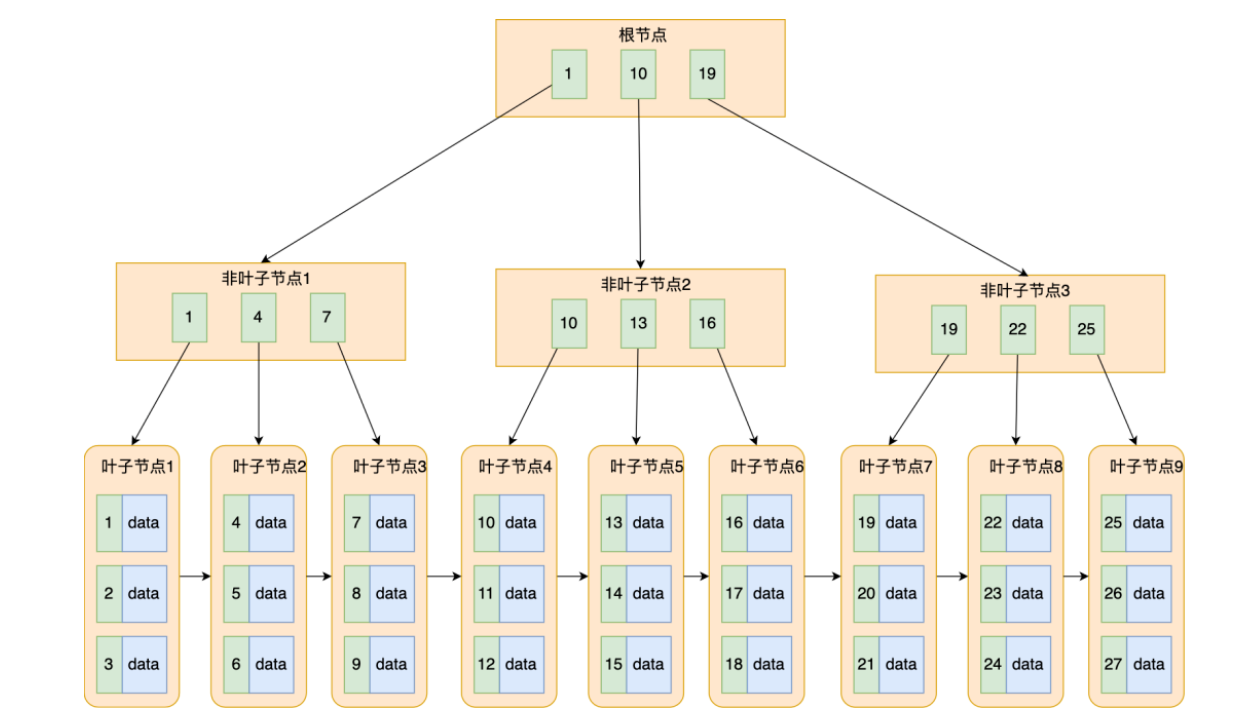 根节点
1 10 19
非叶子节点1
1 4 7
非叶子节点2
10 13 16
非叶子节点3
19 22 25
叶子节点1
1 data
2 data
3 data
叶子节点2
4 data
5 data
6 data
叶子节点3
7 data
8 data
9 data
叶子节点4
10 data
11 data
12 data
叶子节点5
13 data
14 data
15 data
叶子节点6
16 data
17 data
18 data
叶子节点7
19 data
20 data
21 data
叶子节点8
22 data
23 data
24 data
叶子节点9
25 data
26 data
27 data